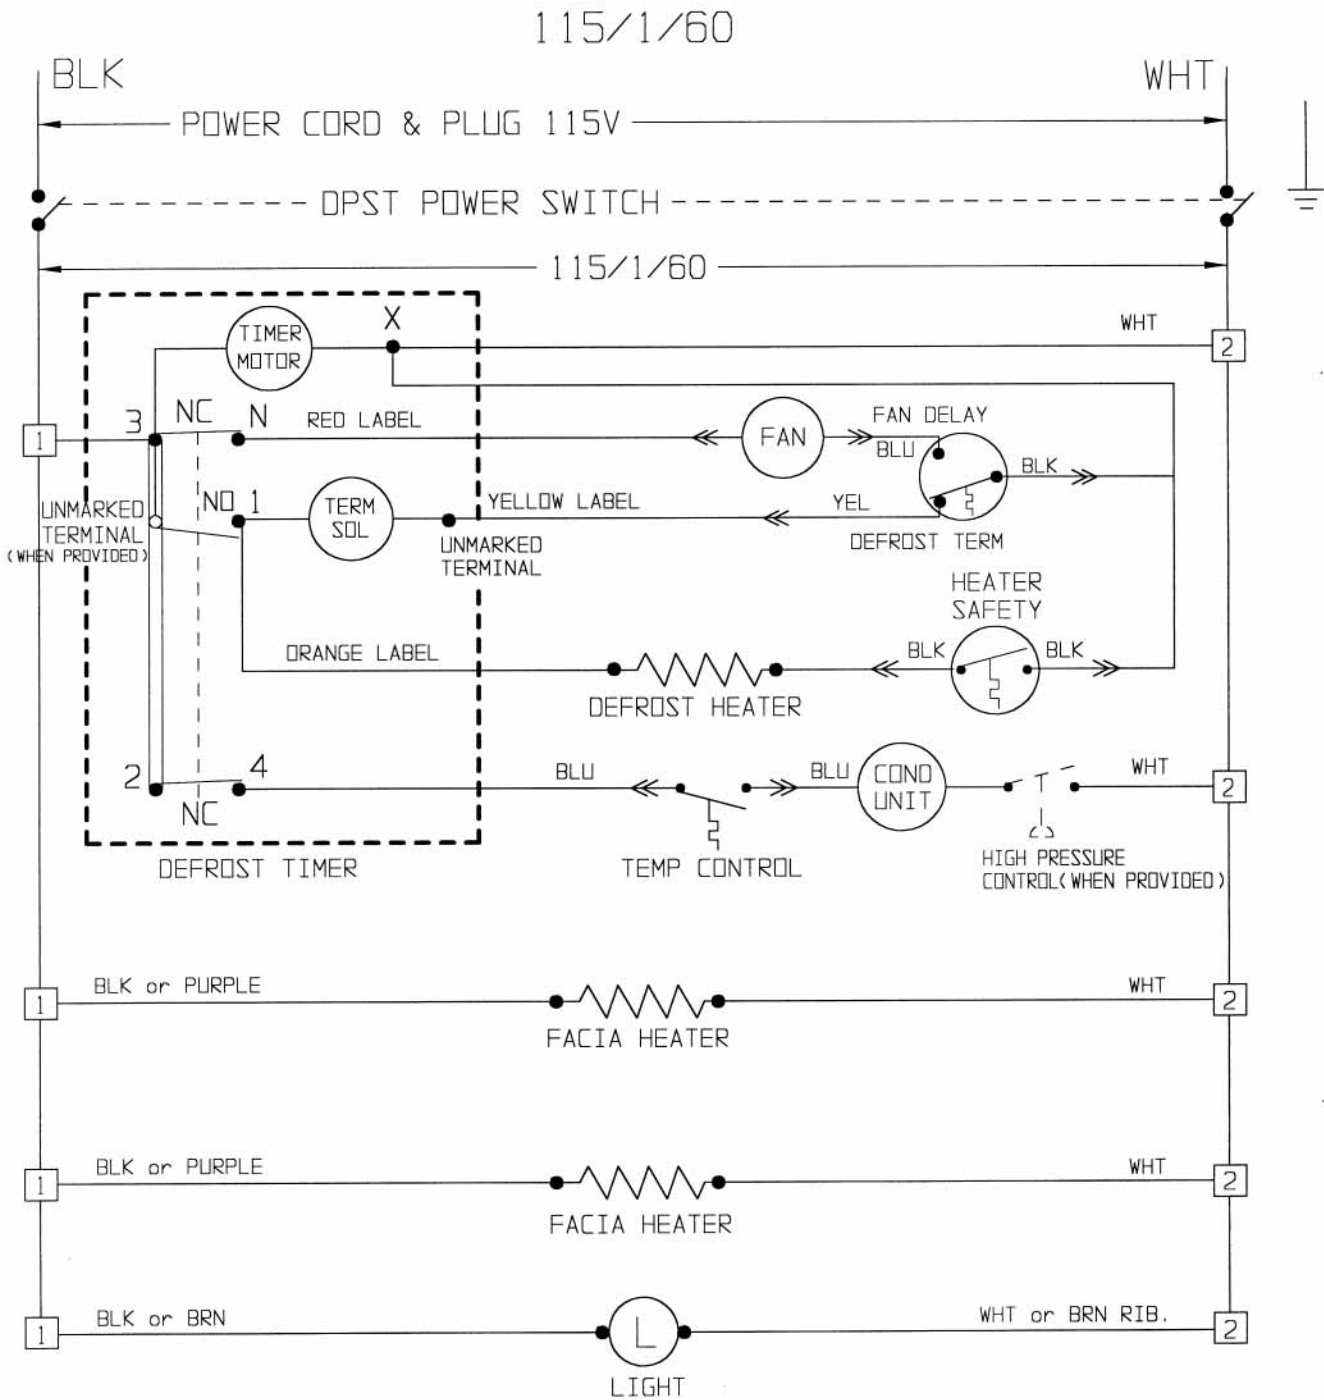 115/1/60
BLK
WHT
POWER CORD & PLUG 115V
DPST POWER SWITCH
115/1/60
TIMER
MOTOR
X
WHT
2
3
NC
N
RED LABEL
FAN
FAN DELAY
BLU
BLK
1
NO 1
TERM
SOL
YELLOW LABEL
YEL
UNMARKED
TERMINAL
(WHEN PROVIDED)
UNMARKED
TERMINAL
DEFROST TERM
HEATER
SAFETY
ORANGE LABEL
BLK
BLK
DEFROST HEATER
2
4
NC
BLU
BLU
COND
UNIT
WHT
2
DEFROST TIMER
TEMP CONTROL
HIGH PRESSURE
CONTROL(WHEN PROVIDED)
1
BLK or PURPLE
WHT
2
FACIA HEATER
1
BLK or PURPLE
WHT
2
FACIA HEATER
1
BLK or BRN
L
WHT or BRN RIB.
2
LIGHT